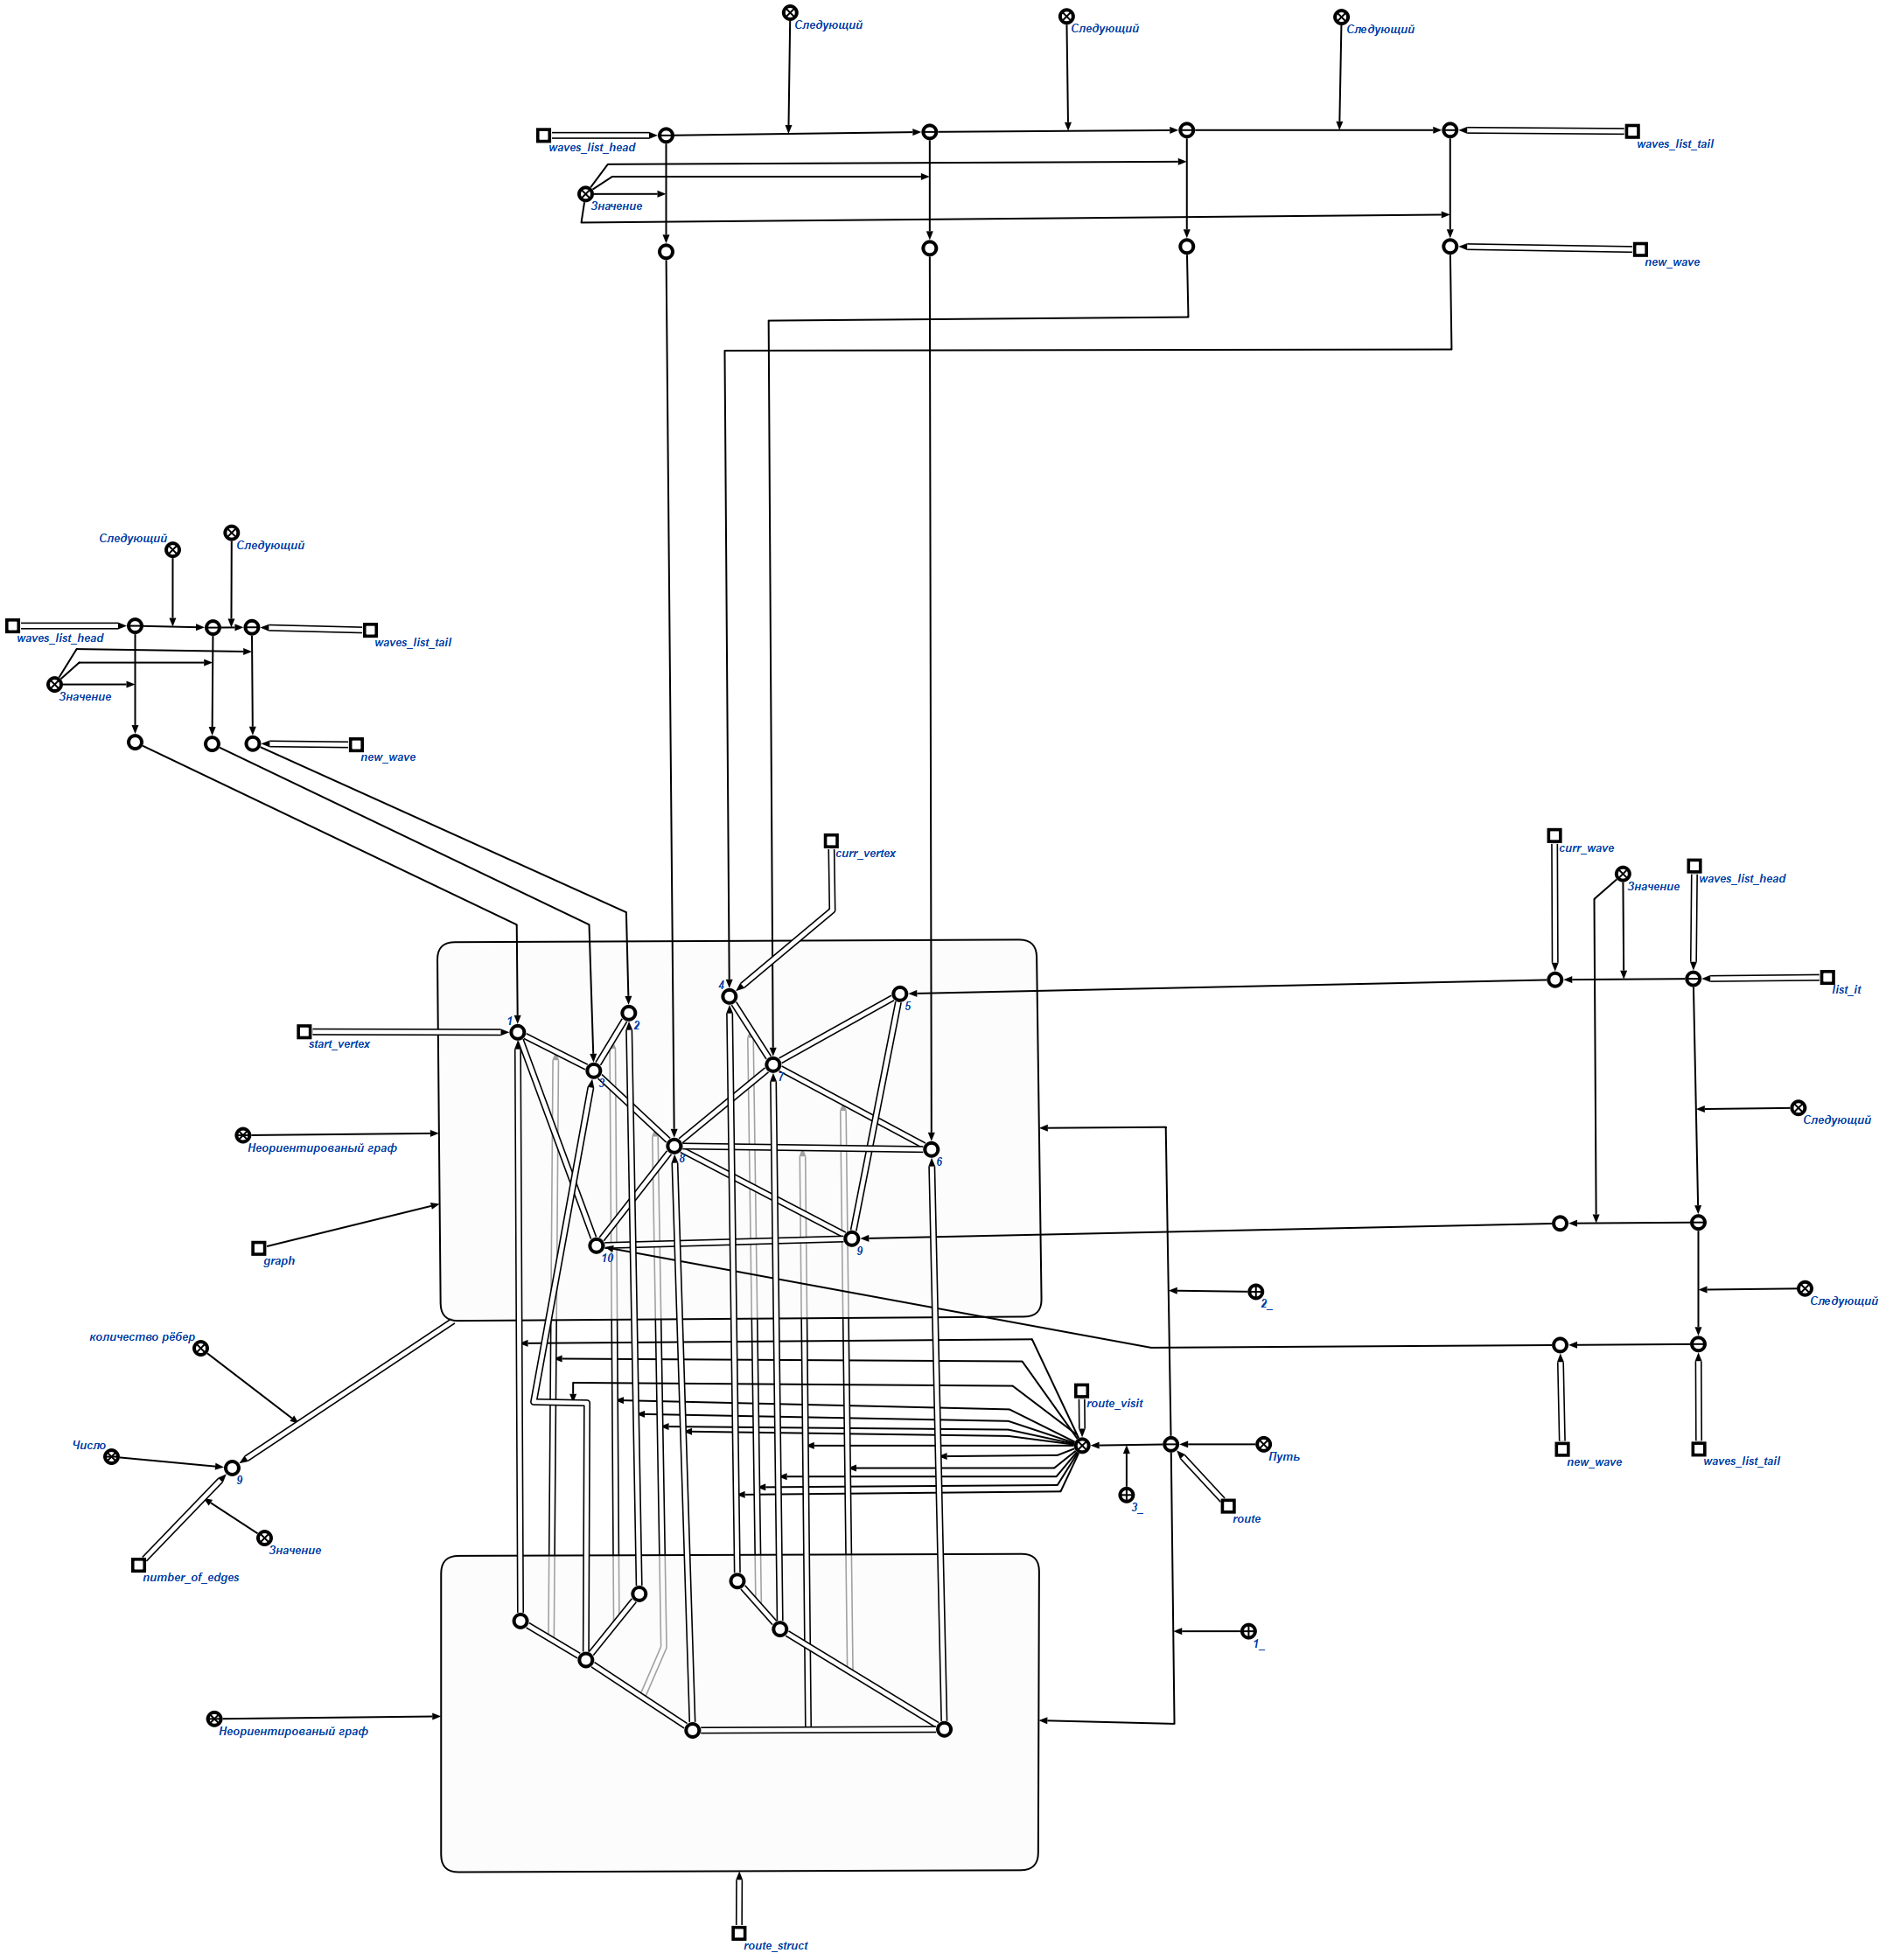 Следующий
Следующий
Следующий
waves_list_head
waves_list_tail
Значение
new_wave
Следующий
Следующий
waves_list_head
waves_list_tail
Значение
new_wave
curr_vertex
curr_wave
Значение
waves_list_head
list_it
4
5
1
2
start_vertex
3
7
Следующий
Неориентированый граф
8
6
9
10
graph
2_
Следующий
количество рёбер
route_visit
Число
Путь
new_wave
waves_list_tail
9
3_
route
Значение
number_of_edges
1_
Неориентированый граф
route_struct